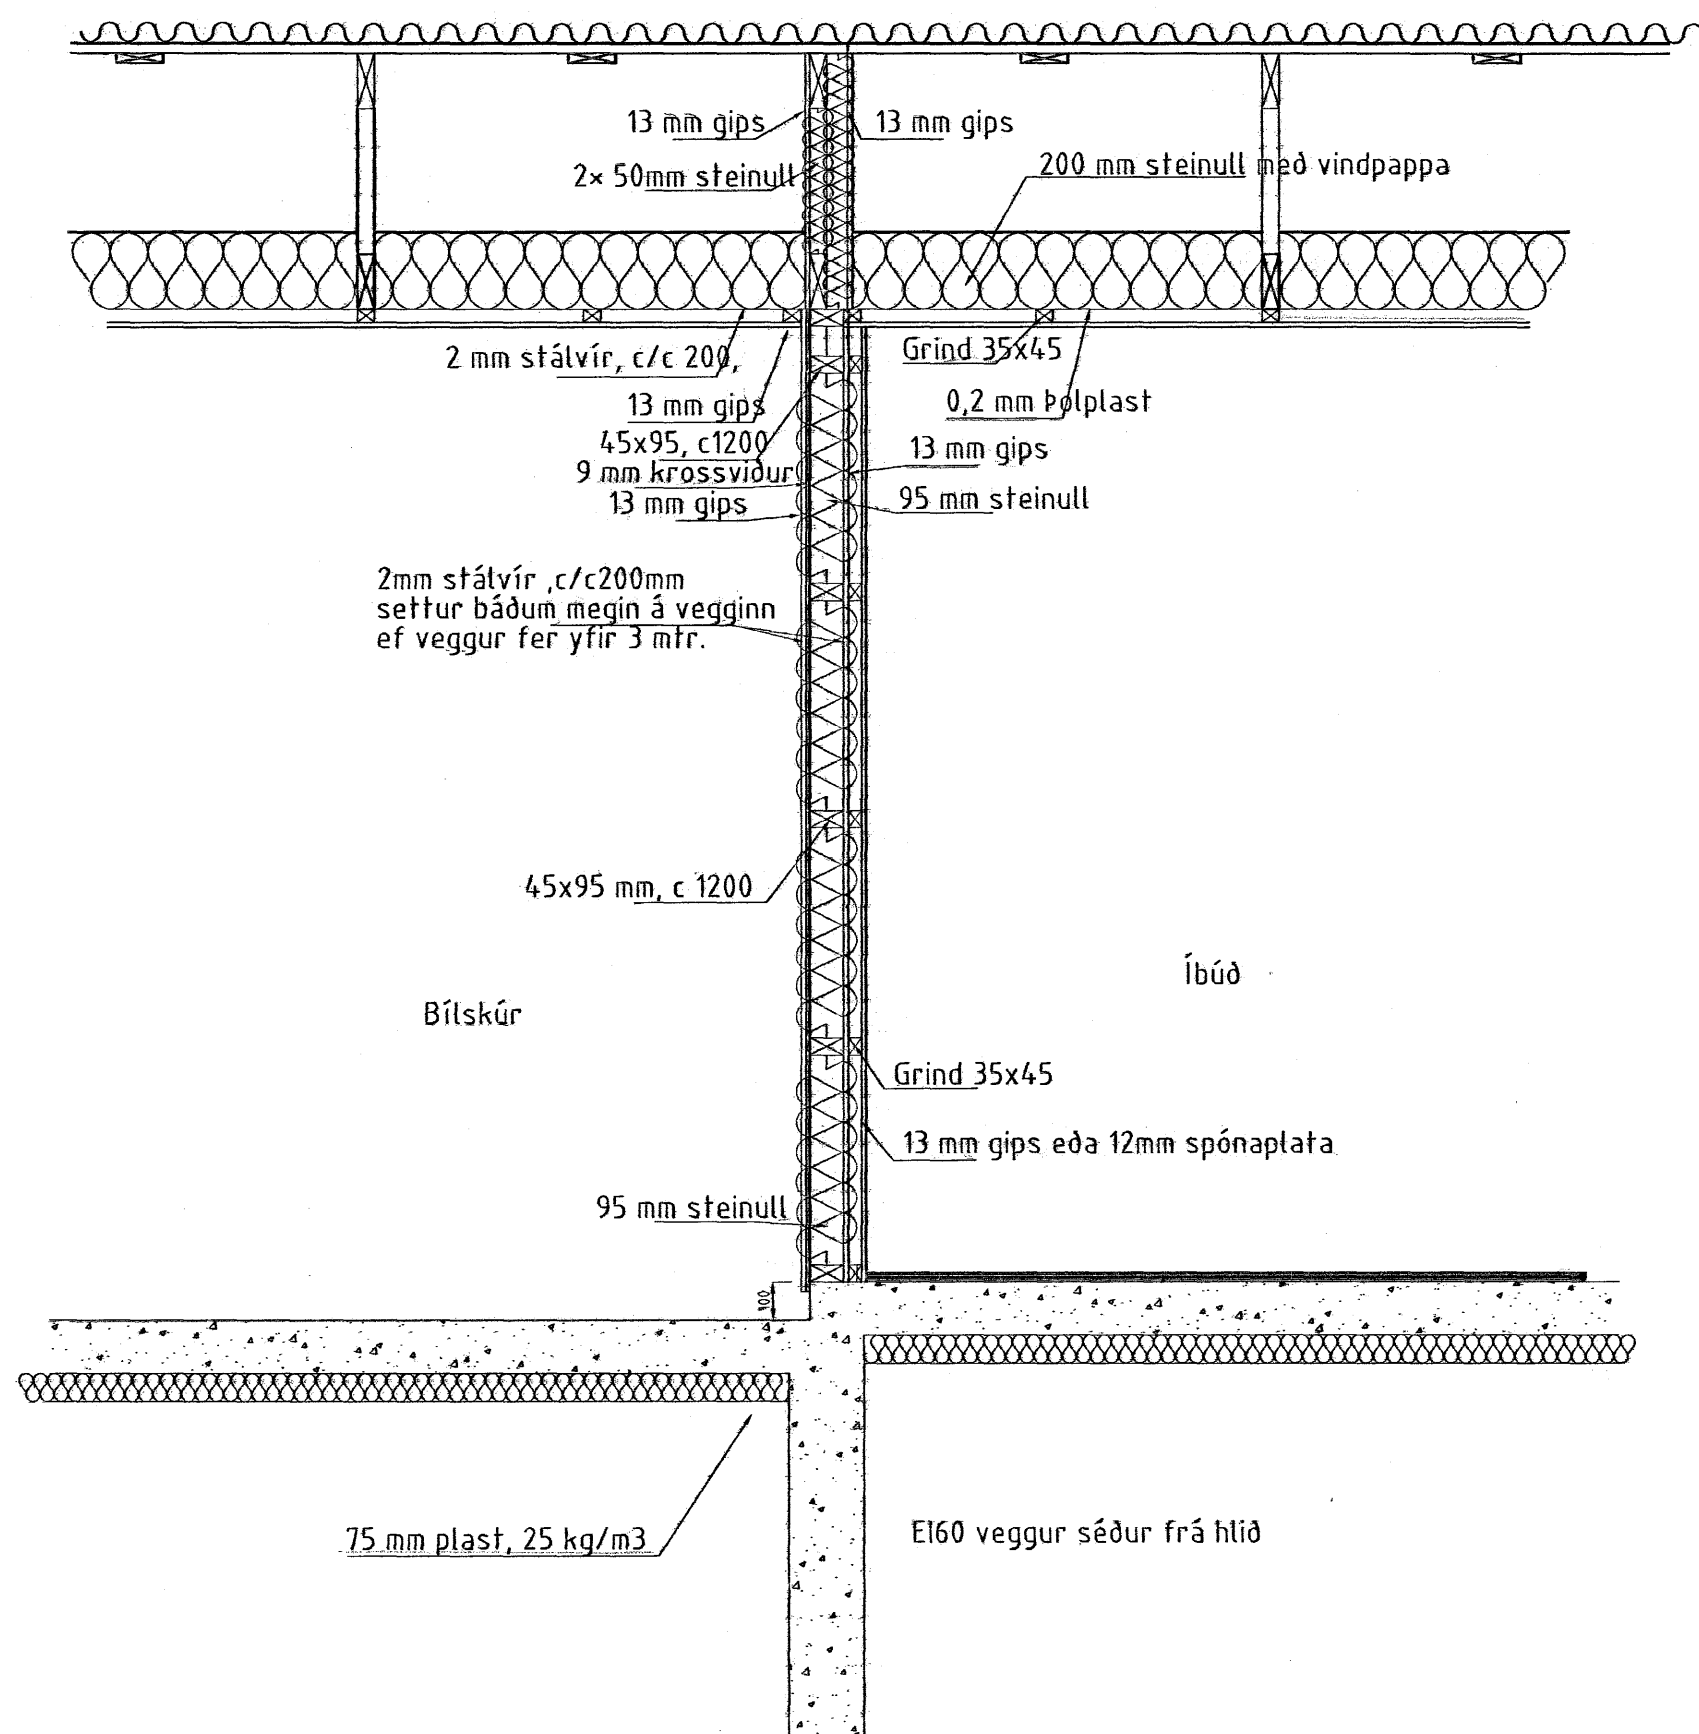 13 mm gips
13 mm gips
2x 50mm steinull
200 mm steinull með vindpappa
2 mm stálvír, c/c 200,
Grind 35x45
13 mm gips
0,2 mm Þolplast
45x95, c1200
13 mm gips
9 mm krossviður
13 mm gips
95 mm steinull
2mm stálvír ,c/c200mm
settur báðum megin á vegginn
ef veggur fer yfir 3 mtr.
45x95 mm, c 1200
Íbúð
Bílskúr
Grind 35x45
13 mm gips eða 12mm spónaplata
95 mm steinull
100
75 mm plast, 25 kg/m3
EI60 veggur séður frá hlið